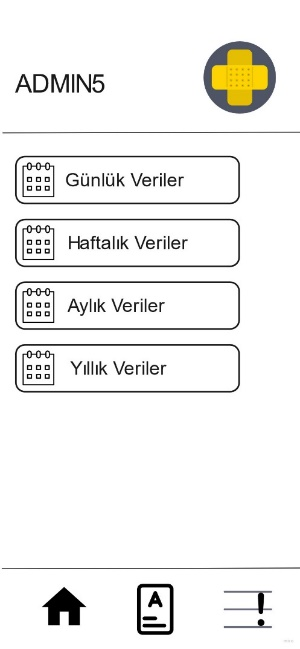 ADMIN5
Günlük Veriler
Haftalık Veriler
Aylık Veriler
Yıllık Veriler
A
!